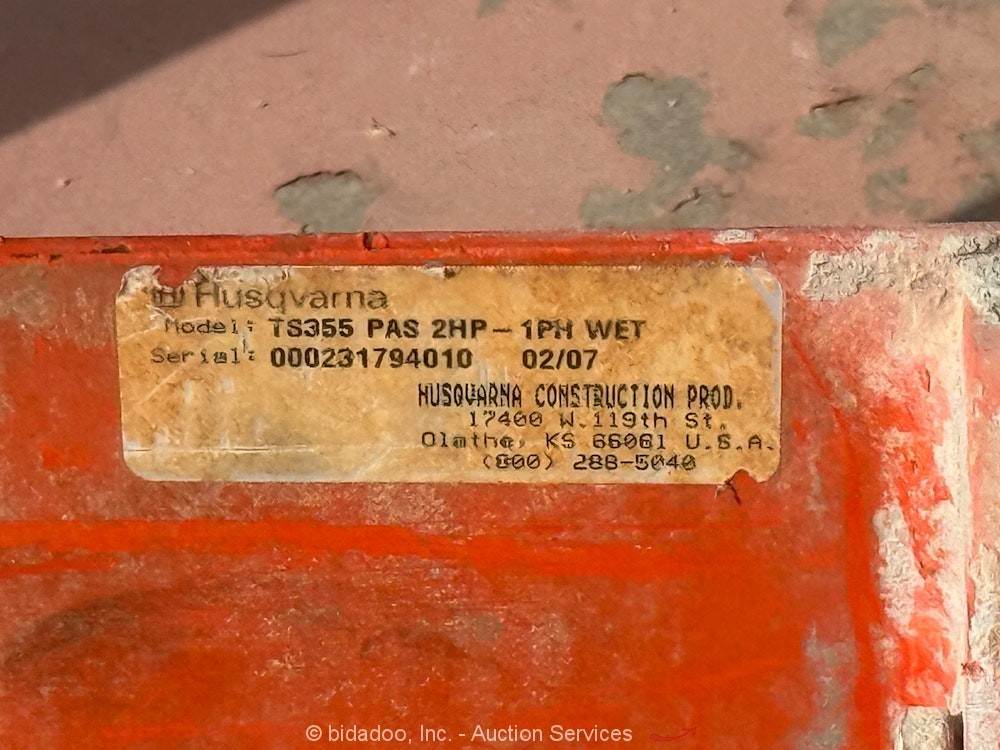 Husqvarna
Model: TS355 PAS 2HP - 1PH WET
Serial: 000231794010 02/07
HUSQVARNA CONSTRUCTION PROD.
17400 W.119th St.
Olathe, KS 66061 U.S.A.
(800) 288-5040
© bidadoo, Inc. - Auction Services